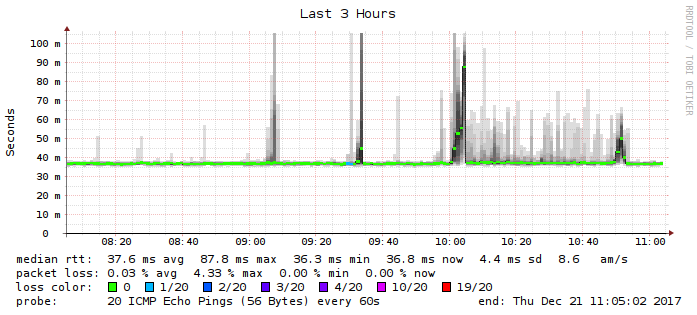 Last 3 Hours
RRDTOOL / TOBI OETIKER
Seconds
100 m
90 m
80 m
70 m
60 m
50 m
40 m
30 m
20 m
10 m
0
08:20 08:40 09:00 09:20 09:40 10:00 10:20 10:40 11:00
median rtt: 37.6 ms avg 87.8 ms max 36.3 ms min 36.8 ms now 4.4 ms sd 8.6 am/s
packet loss: 0.03 % avg 4.33 % max 0.00 % min 0.00 % now
loss color: 0 1/20 2/20 3/20 4/20 10/20 19/20
probe: 20 ICMP Echo Pings (56 Bytes) every 60s end: Thu Dec 21 11:05:02 2017